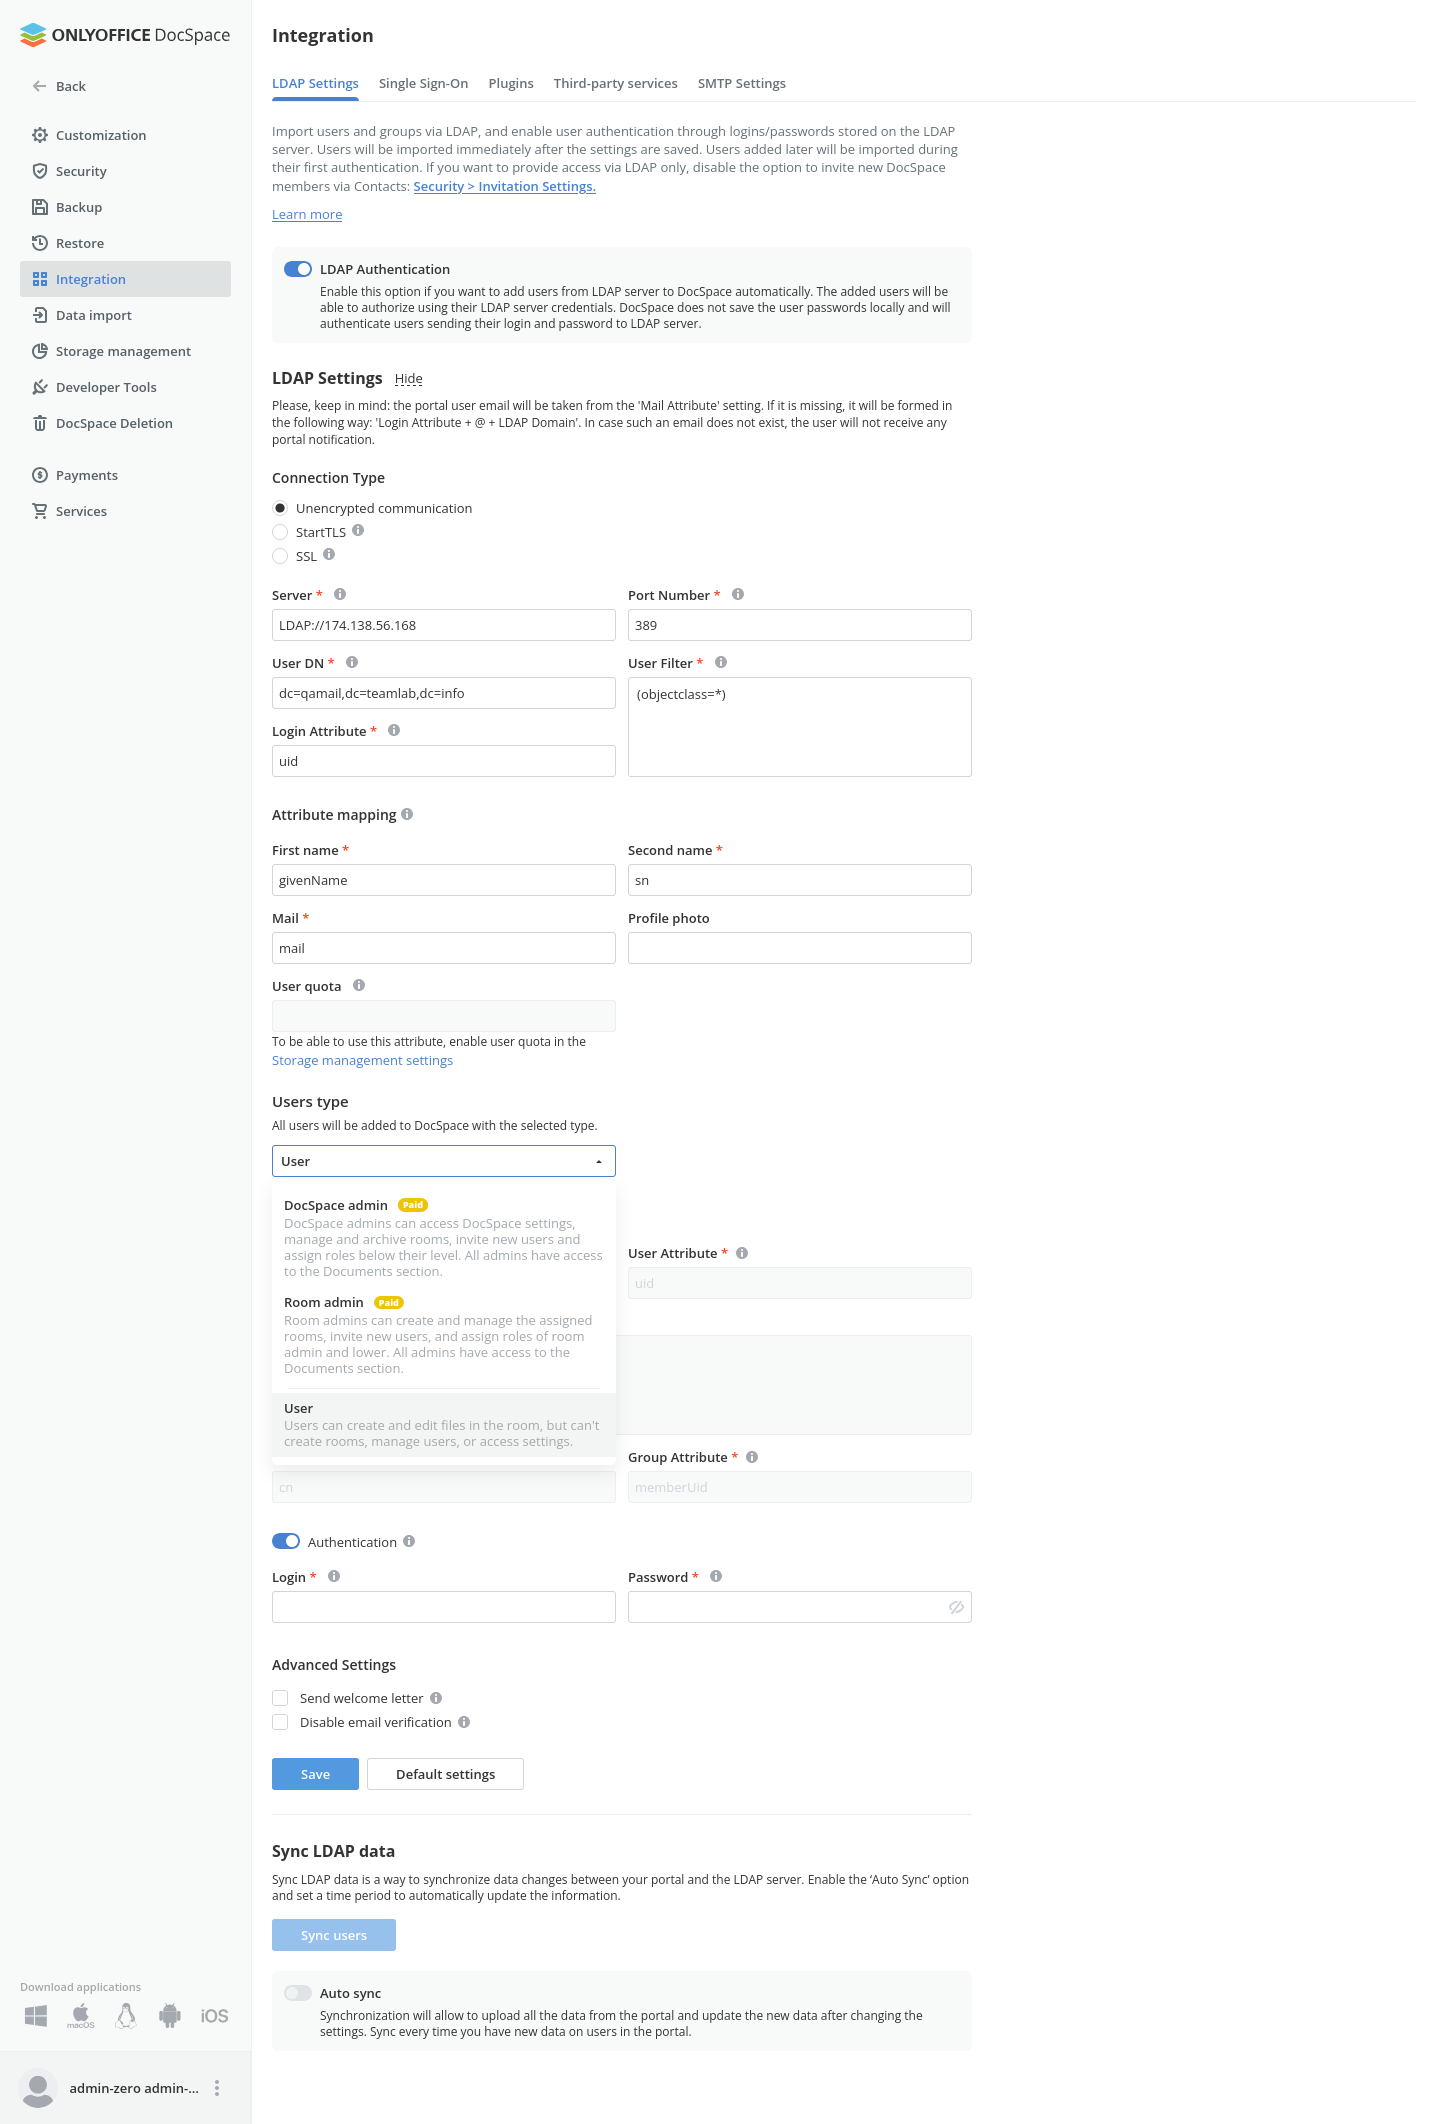 ONLYOFFICE DocSpace
Back
Customization
Security
Backup
Restore
Integration
Data import
Storage management
Developer Tools
DocSpace Deletion
Payments
Services
Download applications
macOS
iOS
admin-zero admin-...
Integration
LDAP Settings Single Sign-On Plugins Third-party services SMTP Settings
Import users and groups via LDAP, and enable user authentication through logins/passwords stored on the LDAP
server. Users will be imported immediately after the settings are saved. Users added later will be imported during
their first authentication. If you want to provide access via LDAP only, disable the option to invite new DocSpace
members via Contacts: Security > Invitation Settings.
Learn more
LDAP Authentication
Enable this option if you want to add users from LDAP server to DocSpace automatically. The added users will be
able to authorize using their LDAP server credentials. DocSpace does not save the user passwords locally and will
authenticate users sending their login and password to LDAP server.
LDAP Settings Hide
Please, keep in mind: the portal user email will be taken from the 'Mail Attribute' setting. If it is missing, it will be formed in
the following way: 'Login Attribute + @ + LDAP Domain'. In case such an email does not exist, the user will not receive any
portal notification.
Connection Type
Unencrypted communication
StartTLS
SSL
Server * Port Number *
LDAP://174.138.56.168 389
User DN * User Filter *
dc=qamail,dc=teamlab,dc=info (objectclass=*)
Login Attribute *
uid
Attribute mapping
First name * Second name *
givenName sn
Mail * Profile photo
mail
User quota
To be able to use this attribute, enable user quota in the
Storage management settings
Users type
All users will be added to DocSpace with the selected type.
User
DocSpace admin Paid
DocSpace admins can access DocSpace settings,
manage and archive rooms, invite new users and
assign roles below their level. All admins have access
to the Documents section.
Room admin Paid
Room admins can create and manage the assigned
rooms, invite new users, and assign roles of room
admin and lower. All admins have access to the
Documents section.
User
Users can create and edit files in the room, but can't
create rooms, manage users, or access settings.
User Attribute *
uid
Group Attribute *
cn memberUid
Authentication
Login * Password *
Advanced Settings
Send welcome letter
Disable email verification
Save Default settings
Sync LDAP data
Sync LDAP data is a way to synchronize data changes between your portal and the LDAP server. Enable the ‘Auto Sync’ option
and set a time period to automatically update the information.
Sync users
Auto sync
Synchronization will allow to upload all the data from the portal and update the new data after changing the
settings. Sync every time you have new data on users in the portal.